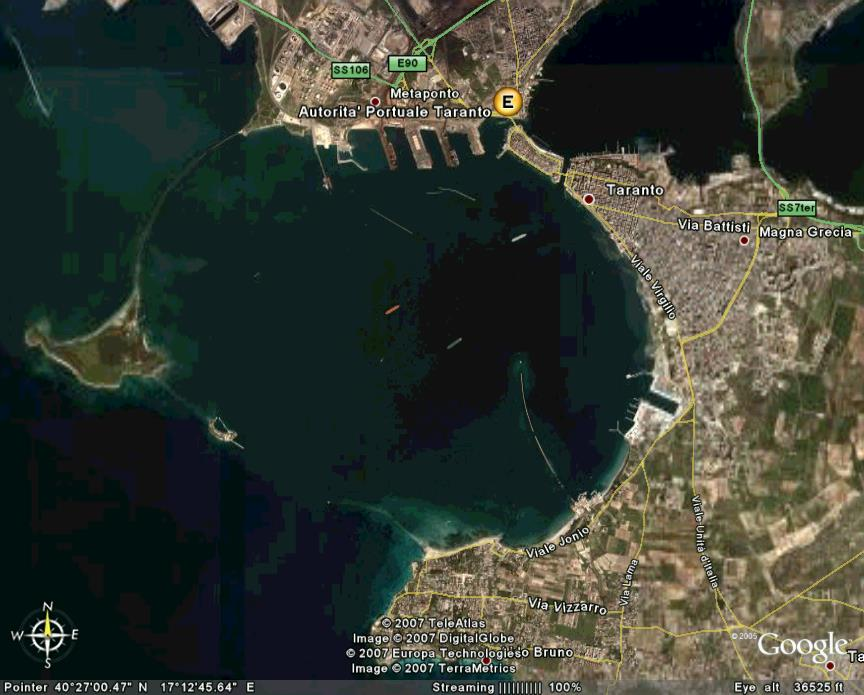 E90
SS106
Metaponto
Autorita' Portuale Taranto
E
Taranto
SS7ter
Via Battisti
Magna Grecia
Viale Virgilio
Viale Unità d'Italia
Viale Jonio
Via Lama
Via Vizzarro
© 2007 TeleAtlas
Image © 2007 DigitalGlobe
© 2007 Europa Technologies
Bruno
Image © 2007 TerraMetrics
© 2005 Google
Ta
N
W E
S
Pointer 40°27'00.47" N 17°12'45.64" E Streaming |||||||||| 100% Eye alt 36525 ft